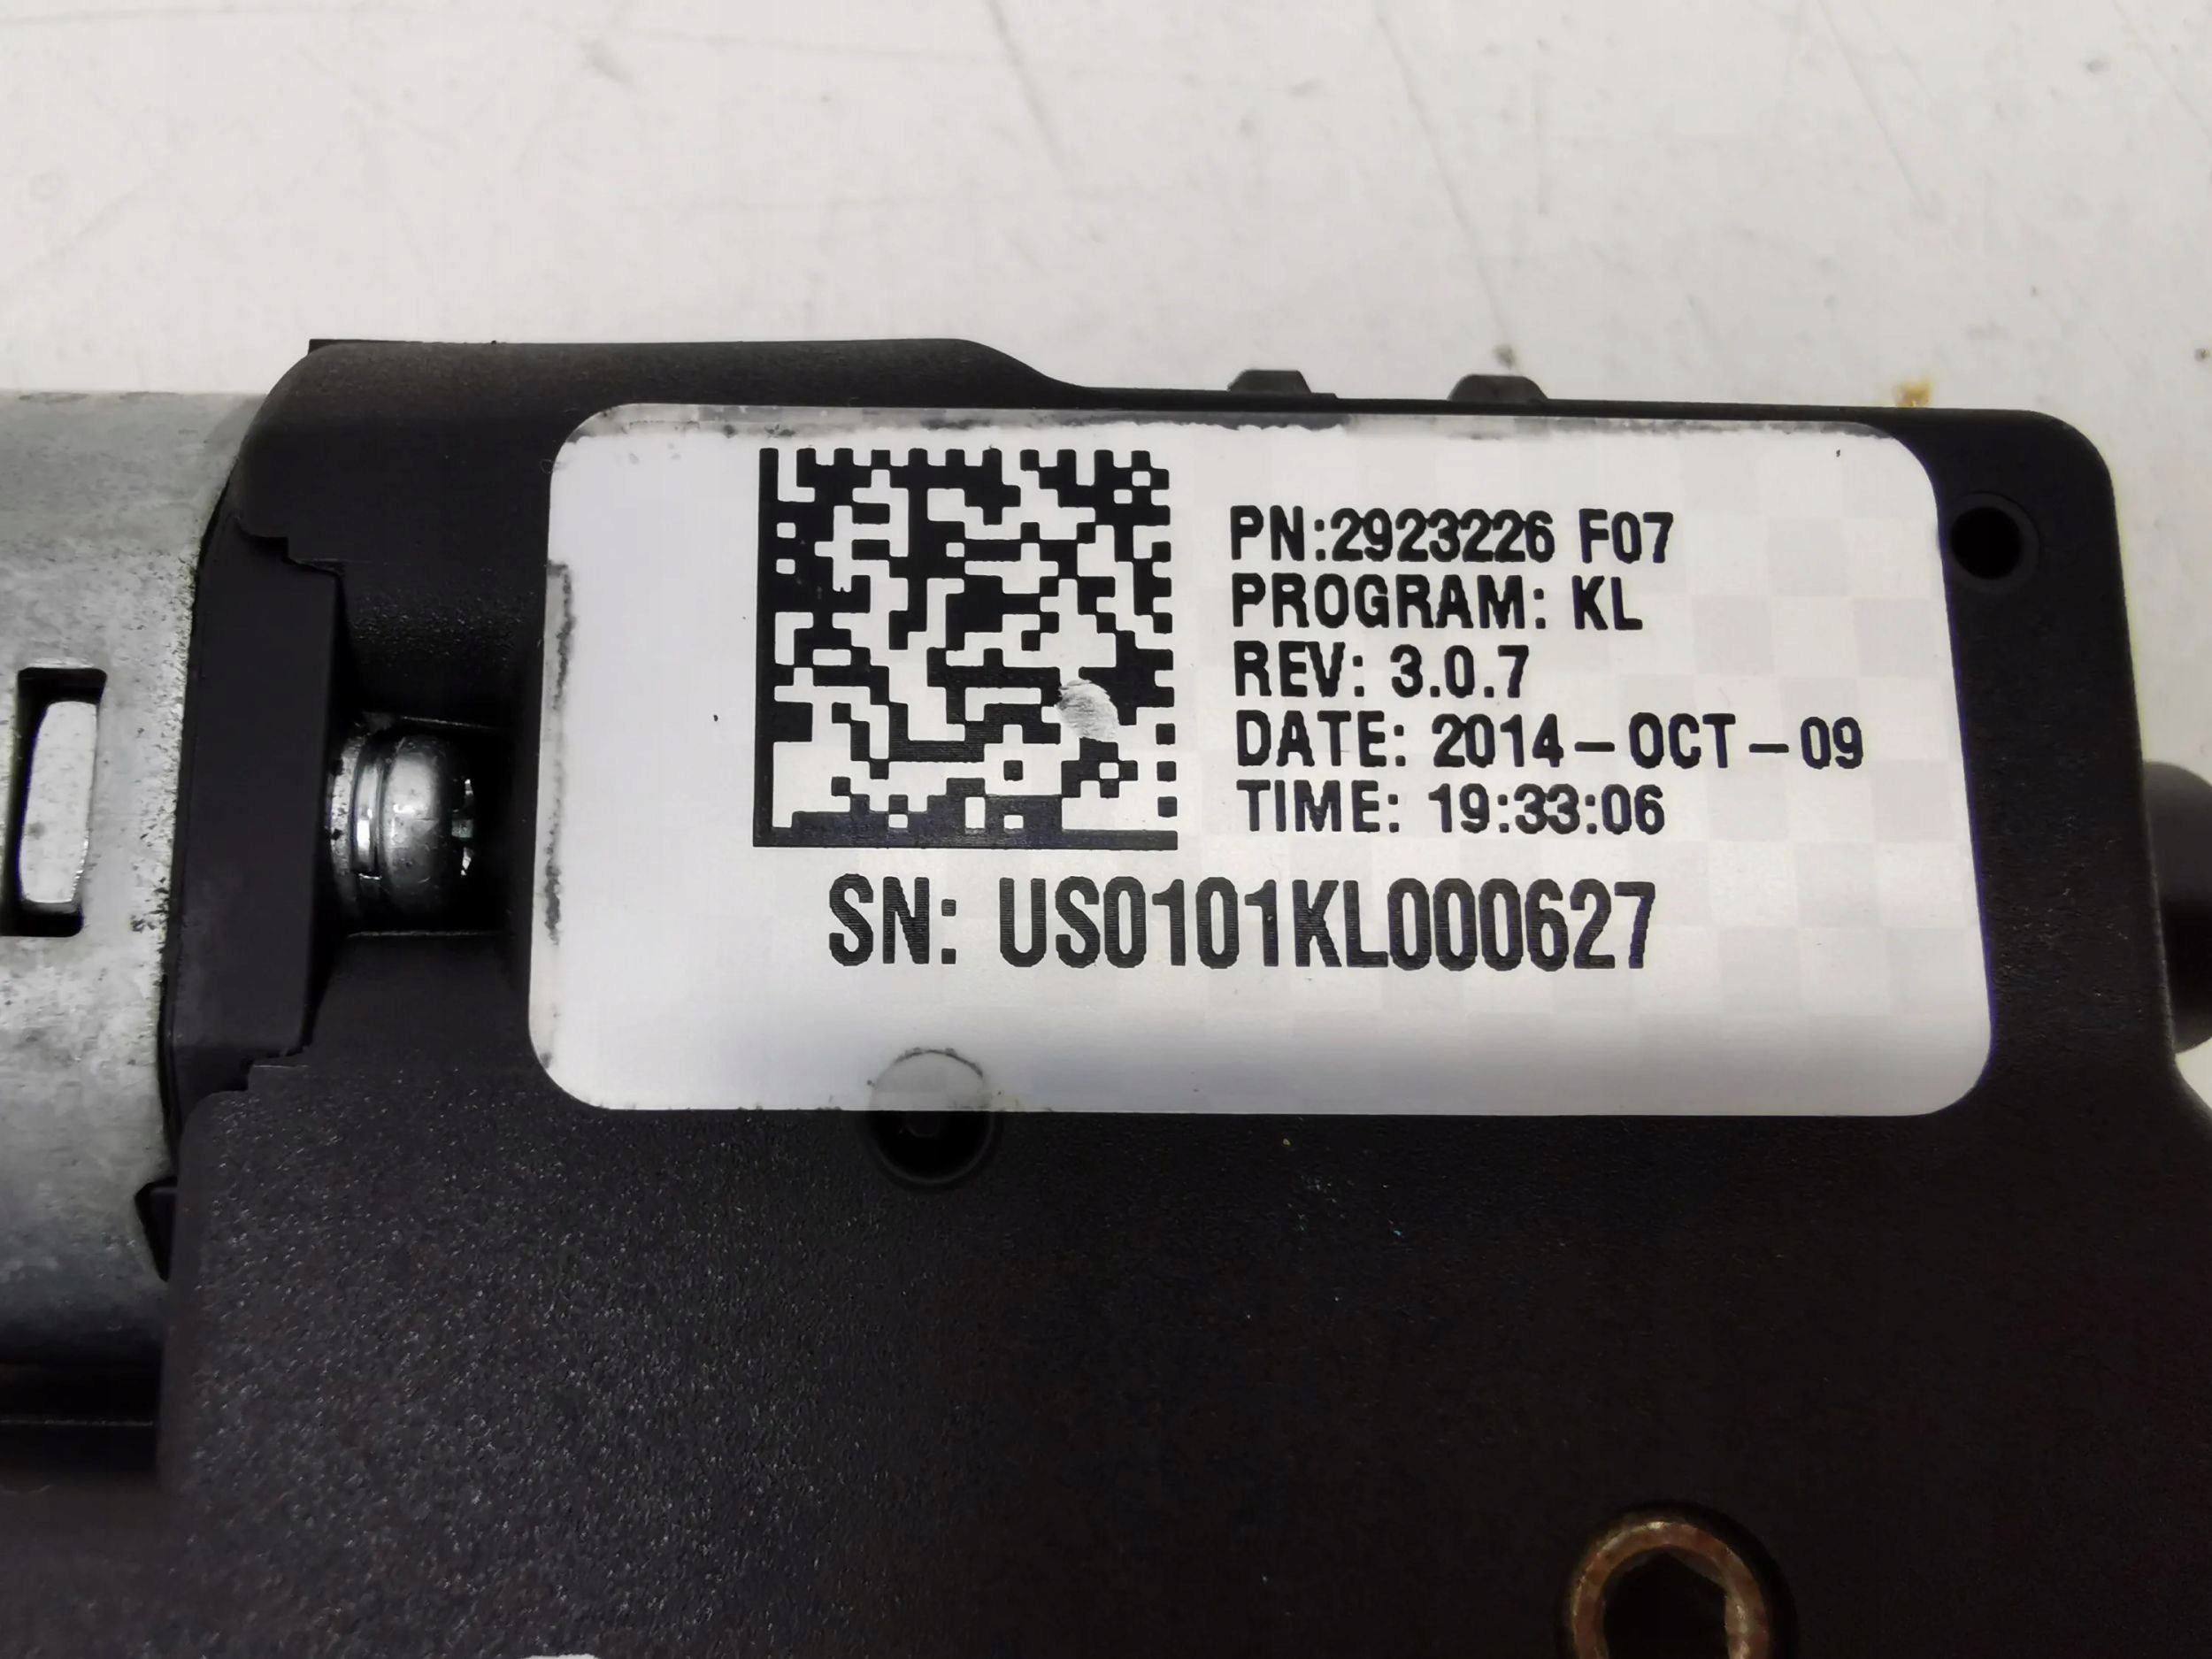 PN:2923226 F07
PROGRAM: KL
REV: 3.0.7
DATE: 2014-OCT-09
TIME: 19:33:06
SN: US0101KL000627